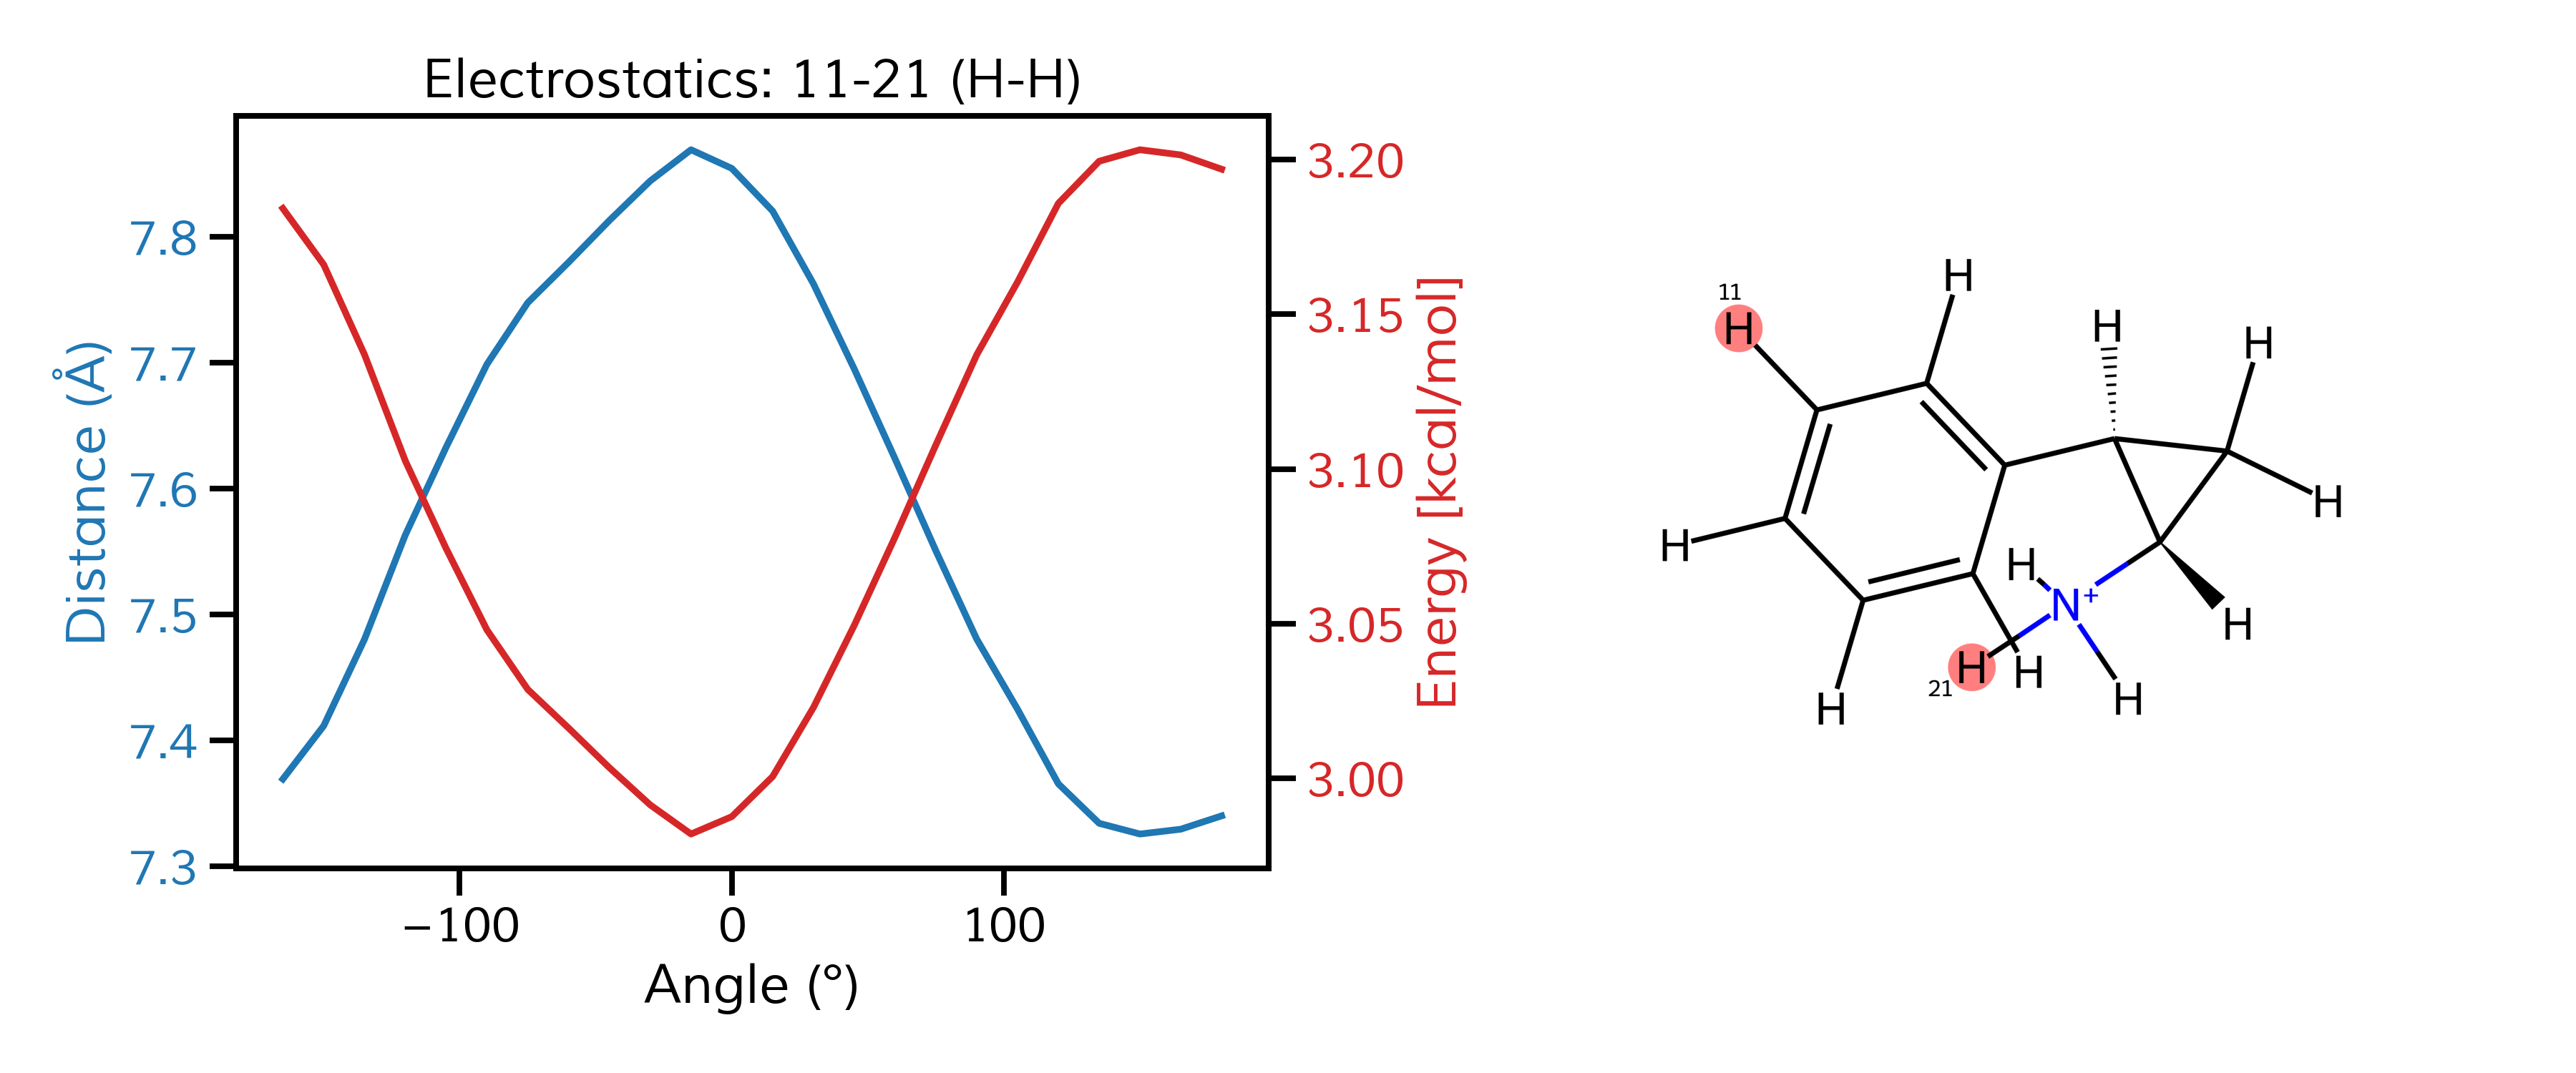 Electrostatics: 11-21 (H-H)
Distance (Å)
7.8
7.7
7.6
7.5
7.4
7.3
3.20
3.15
3.10
3.05
3.00
Energy [kcal/mol]
−100 0 100
Angle (°)
H
11
H
H
H
H
H
H
N+
H
H
21
H
H
H